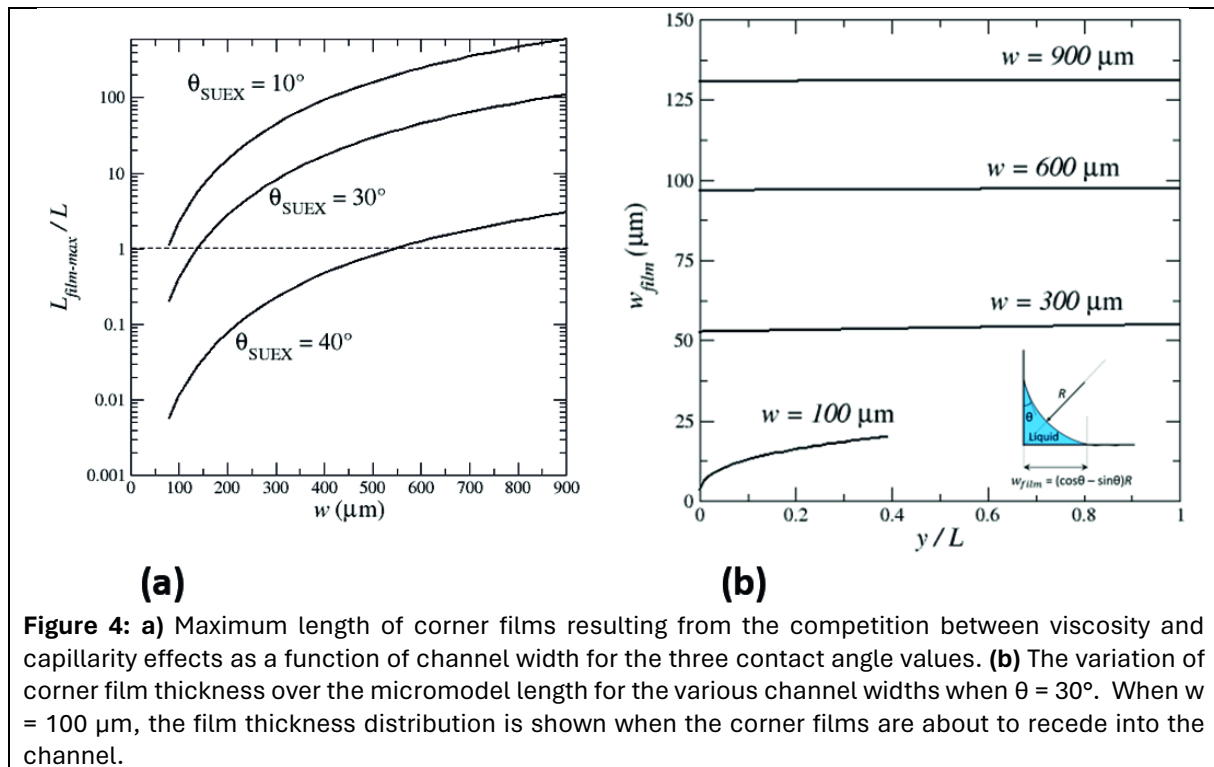 θSUEX = 10°
θSUEX = 30°
θSUEX = 40°
100
10
1
0.1
0.01
0.001
0 100 200 300 400 500 600 700 800 900
w (μm)
Lfilm-max / L
(a)
150
125
100
75
50
25
0
w = 900 μm
w = 600 μm
w = 300 μm
w = 100 μm
θ
R
Liquid
wfilm = (cosθ – sinθ)R
0 0.2 0.4 0.6 0.8 1
y / L
wfilm (μm)
(b)
Figure 4: a) Maximum length of corner films resulting from the competition between viscosity and
capillarity effects as a function of channel width for the three contact angle values. (b) The variation of
corner film thickness over the micromodel length for the various channel widths when θ = 30°. When w
= 100 μm, the film thickness distribution is shown when the corner films are about to recede into the
channel.